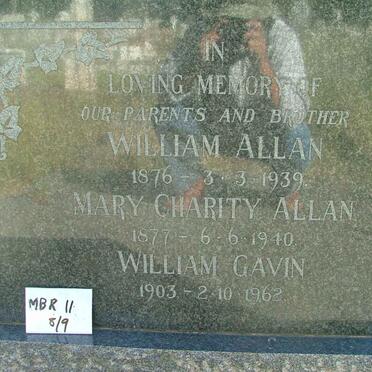 IN
LOVING MEMORY OF
OUR PARENTS AND BROTHER
WILLIAM ALLAN
1876 - 3·3·1939.
MARY CHARITY ALLAN
1877 - 6·6·1940.
WILLIAM GAVIN
1903 - 2·10·1962.
MBR 11
8/9